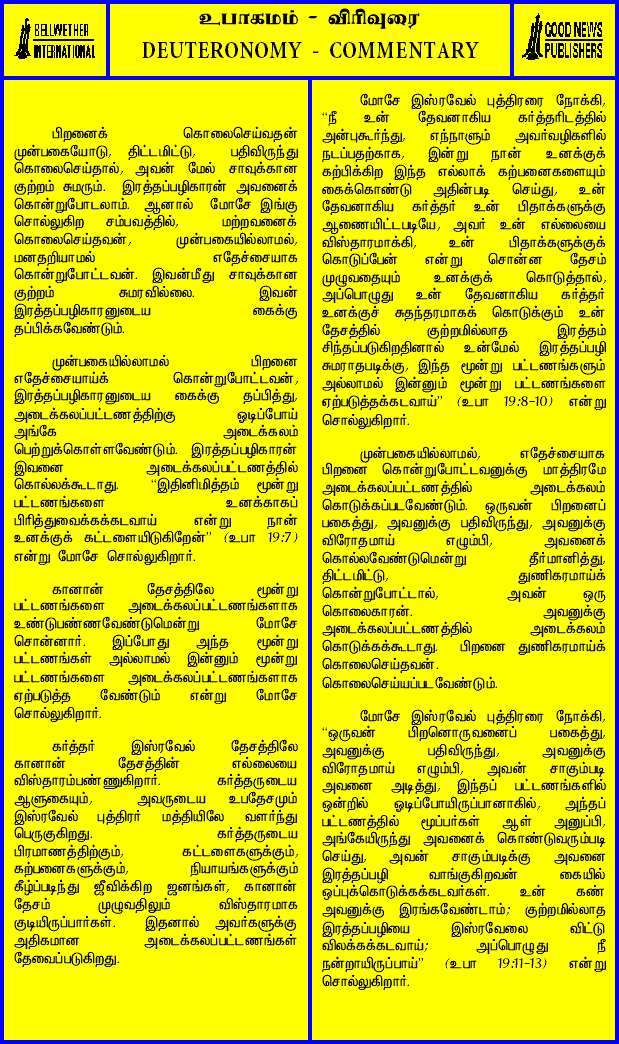 BELLWETHER
INTERNATIONAL
உபாகமம் - விரிவுரை
DEUTERONOMY - COMMENTARY
GOOD NEWS
PUBLISHERS
பிறனைக் கொலைசெய்வதன்
முன்பகையோடு, திட்டமிட்டு, பதிவிருந்து
கொலைசெய்தால், அவன் மேல் சாவுக்கான
குற்றம் சுமரும். இரத்தப்பழிகாரன் அவனைக்
கொன்றுபோடலாம். ஆனால் மோசே இங்கு
சொல்லுகிற சம்பவத்தில், மற்றவனைக்
கொலைசெய்தவன், முன்பகையில்லாமல்,
மனதறியாமல் எதேச்சையாக
கொன்றுபோட்டவன். இவன்மீது சாவுக்கான
குற்றம் சுமரவில்லை. இவன்
இரத்தப்பழிகாரனுடைய கைக்கு
தப்பிக்கவேண்டும்.
முன்பகையில்லாமல் பிறனை
எதேச்சையாய்க் கொன்றுபோட்டவன்,
இரத்தப்பழிகாரனுடைய கைக்கு தப்பித்து,
அடைக்கலப்பட்டணத்திற்கு ஓடிப்போய்
அங்கே அடைக்கலம்
பெற்றுக்கொள்ளவேண்டும். இரத்தப்பழிகாரன்
இவனை அடைக்கலப்பட்டணத்தில்
கொல்லக்கூடாது. “இதினிமித்தம் மூன்று
பட்டணங்களை உனக்காகப்
பிரித்துவைக்கக்கடவாய் என்று நான்
உனக்குக் கட்டளையிடுகிறேன்” (உபா 19:7)
என்று மோசே சொல்லுகிறார்.
கானான் தேசத்திலே மூன்று
பட்டணங்களை அடைக்கலப்பட்டணங்களாக
உண்டுபண்ணவேண்டுமென்று மோசே
சொன்னார். இப்போது அந்த மூன்று
பட்டணங்கள் அல்லாமல் இன்னும் மூன்று
பட்டணங்களை அடைக்கலப்பட்டணங்களாக
ஏற்படுத்த வேண்டும் என்று மோசே
சொல்லுகிறார்.
கர்த்தர் இஸ்ரவேல் தேசத்திலே
கானான் தேசத்தின் எல்லையை
விஸ்தாரம்பண்ணுகிறார். கர்த்தருடைய
ஆளுகையும், அவருடைய உபதேசமும்
இஸ்ரவேல் புத்திரர் மத்தியிலே வளர்ந்து
பெருகுகிறது. கர்த்தருடைய
பிரமாணத்திற்கும், கட்டளைகளுக்கும்,
கற்பனைகளுக்கும், நியாயங்களுக்கும்
கீழ்ப்படிந்து ஜீவிக்கிற ஜனங்கள், கானான்
தேசம் முழுவதிலும் விஸ்தாரமாக
குடியிருப்பார்கள். இதனால் அவர்களுக்கு
அதிகமான அடைக்கலப்பட்டணங்கள்
தேவைப்படுகிறது.
மோசே இஸ்ரவேல் புத்திரரை நோக்கி,
“நீ உன் தேவனாகிய கர்த்தரிடத்தில்
அன்புகூர்ந்து, எந்நாளும் அவர்வழிகளில்
நடப்பதற்காக, இன்று நான் உனக்குக்
கற்பிக்கிற இந்த எல்லாக் கற்பனைகளையும்
கைக்கொண்டு அதின்படி செய்து, உன்
தேவனாகிய கர்த்தர் உன் பிதாக்களுக்கு
ஆணையிட்டபடியே, அவர் உன் எல்லையை
விஸ்தாரமாக்கி, உன் பிதாக்களுக்குக்
கொடுப்பேன் என்று சொன்ன தேசம்
முழுவதையும் உனக்குக் கொடுத்தால்,
அப்பொழுது உன் தேவனாகிய கர்த்தர்
உனக்குச் சுதந்தரமாகக் கொடுக்கும் உன்
தேசத்தில் குற்றமில்லாத இரத்தம்
சிந்தப்படுகிறதினால் உன்மேல் இரத்தப்பழி
சுமராதபடிக்கு, இந்த மூன்று பட்டணங்களும்
அல்லாமல் இன்னும் மூன்று பட்டணங்களை
ஏற்படுத்தக்கடவாய்” (உபா 19:8-10) என்று
சொல்லுகிறார்.
முன்பகையில்லாமல், எதேச்சையாக
பிறனை கொன்றுபோட்டவனுக்கு மாத்திரமே
அடைக்கலப்பட்டணத்தில் அடைக்கலம்
கொடுக்கப்படவேண்டும். ஒருவன் பிறனைப்
பகைத்து, அவனுக்கு பதிவிருந்து, அவனுக்கு
விரோதமாய் எழும்பி, அவனைக்
கொல்லவேண்டுமென்று தீர்மானித்து,
திட்டமிட்டு, துணிகரமாய்க்
கொன்றுபோட்டால், அவன் ஒரு
கொலைகாரன். அவனுக்கு
அடைக்கலப்பட்டணத்தில் அடைக்கலம்
கொடுக்கக்கூடாது. பிறனை துணிகரமாய்க்
கொலைசெய்தவன்.
கொலைசெய்யப்படவேண்டும்.
மோசே இஸ்ரவேல் புத்திரரை நோக்கி,
“ஒருவன் பிறனொருவனைப் பகைத்து,
அவனுக்கு பதிவிருந்து, அவனுக்கு
விரோதமாய் எழும்பி, அவன் சாகும்படி
அவனை அடித்து, இந்தப் பட்டணங்களில்
ஒன்றில் ஓடிப்போயிருப்பானாகில், அந்தப்
பட்டணத்தில் மூப்பர்கள் ஆள் அனுப்பி,
அங்கேயிருந்து அவனைக் கொண்டுவரும்படி
செய்து, அவன் சாகும்படிக்கு அவனை
இரத்தப்பழி வாங்குகிறவன் கையில்
ஒப்புக்கொடுக்கக்கடவர்கள். உன் கண்
அவனுக்கு இரங்கவேண்டாம்; குற்றமில்லாத
இரத்தப்பழியை இஸ்ரவேலை விட்டு
விலக்கக்கடவாய்; அப்பொழுது நீ
நன்றாயிருப்பாய்” (உபா 19:11-13) என்று
சொல்லுகிறார்.